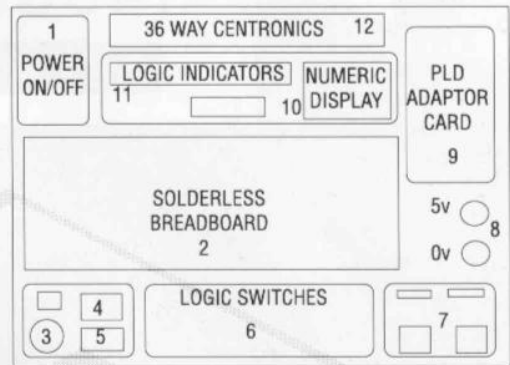 1
POWER
ON/OFF
36 WAY CENTRONICS 12
LOGIC INDICATORS
11
10
NUMERIC
DISPLAY
PLD
ADAPTOR
CARD
9
SOLDERLESS
BREADBOARD
2
5v
8
0v
3
4
5
LOGIC SWITCHES
6
7